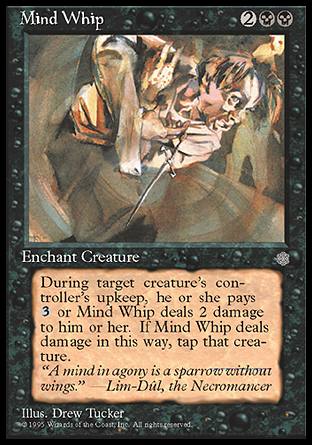 Mind Whip 2
Enchant Creature
During target creature's con-
troller's upkeep, he or she pays
3 or Mind Whip deals 2 damage
to him or her. If Mind Whip deals
damage in this way, tap that crea-
ture.
"A mind in agony is a sparrow without
wings." —Lim-Dûl, the Necromancer
Illus. Drew Tucker
© 1995 Wizards of the Coast, Inc. All rights reserved.